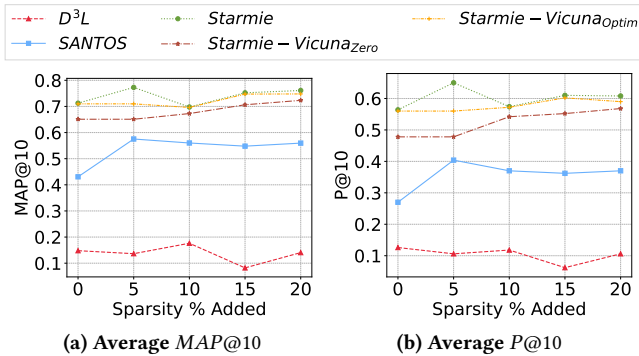 D³L Starmie Starmie − Vicuna_Optim
SANTOS Starmie − Vicuna_Zero
0.8
0.7
0.6
0.5
0.4
0.3
0.2
0.1
MAP@10
0 5 10 15 20
Sparsity % Added
(a) Average MAP@10
0.6
0.5
0.4
0.3
0.2
0.1
P@10
0 5 10 15 20
Sparsity % Added
(b) Average P@10